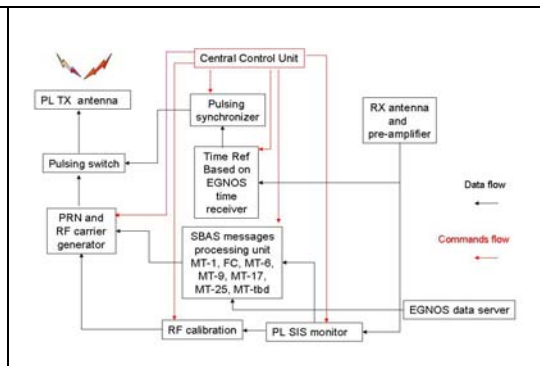 Central Control Unit
PL TX antenna
Pulsing
synchronizer
RX antenna
and
pre-amplifier
Pulsing switch
Time Ref
Based on
EGNOS
time
receiver
Data flow
PRN and
RF carrier
generator
SBAS messages
processing unit
MT-1, FC, MT-6,
MT-9, MT-17,
MT-25, MT-tbd
Commands flow
EGNOS data server
RF calibration
PL SIS monitor